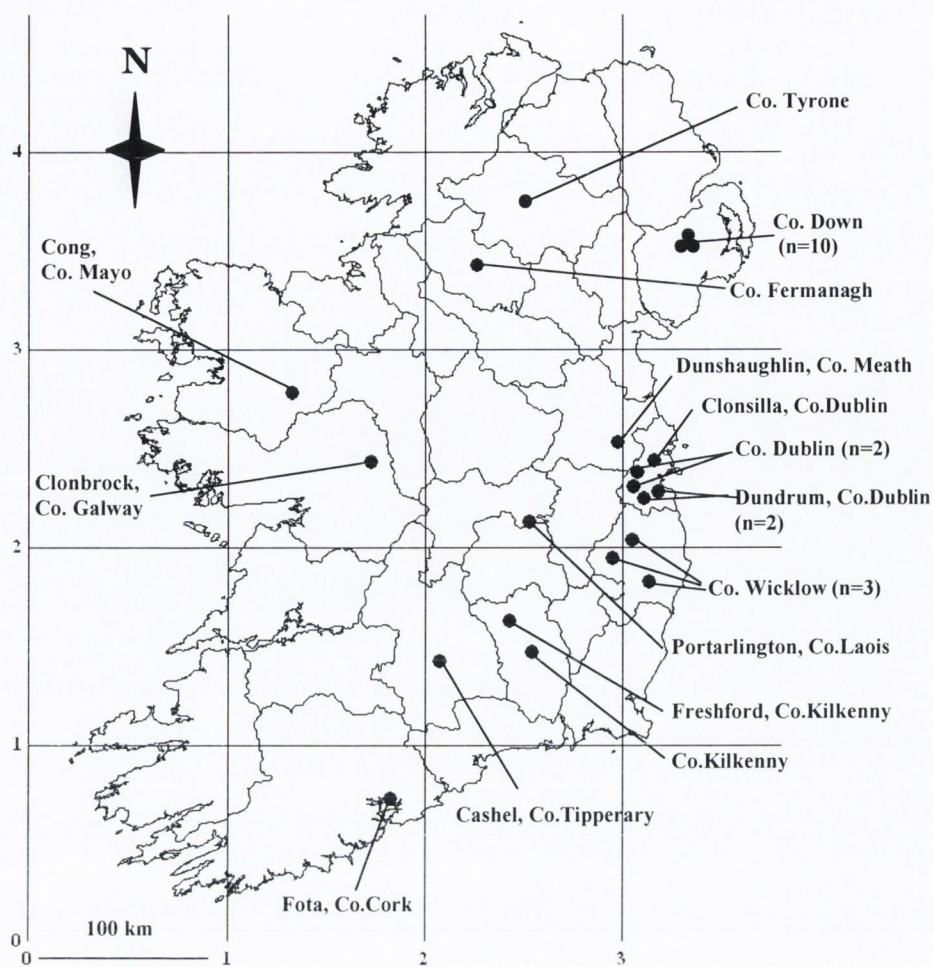 N
Co. Tyrone
4
Co. Down
(n=10)
Cong,
Co. Mayo
Co. Fermanagh
3
Dunshaughlin, Co. Meath
Clonsilla, Co.Dublin
Co. Dublin (n=2)
Clonbrock,
Co. Galway
Dundrum, Co.Dublin
(n=2)
2
Co. Wicklow (n=3)
Portarlington, Co.Laois
Freshford, Co.Kilkenny
1
Co.Kilkenny
Cashel, Co.Tipperary
Fota, Co.Cork
100 km
0
0 1 2 3